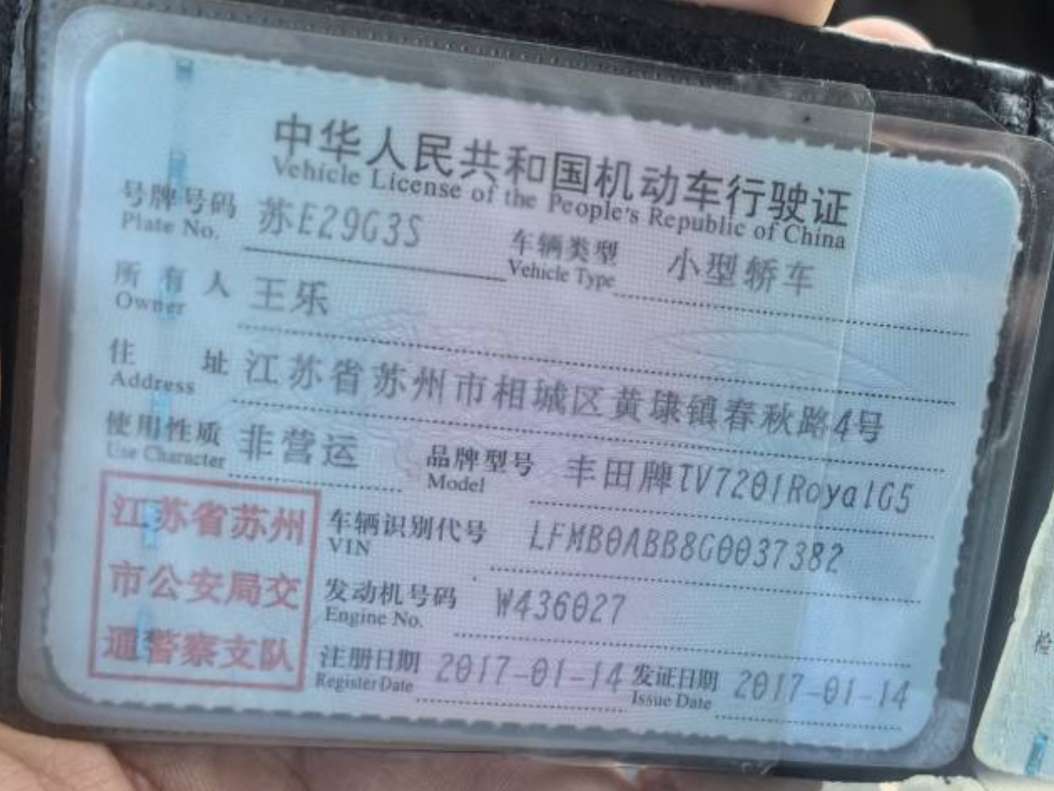 中华人民共和国机动车行驶证
Vehicle License of the People's Republic of China
号牌号码 苏E29G3S 车辆类型 小型轿车
Plate No. Vehicle Type
所有人 王乐
Owner
住址 江苏省苏州市相城区黄埭镇春秋路4号
Address
使用性质 非营运 品牌型号 丰田牌TV7201RoyalG5
Use Character Model
江苏省苏州
市公安局交
通警察支队
车辆识别代号 LFMB0ABB8G0037382
VIN
发动机号码 W436027
Engine No.
注册日期 2017-01-14 发证日期 2017-01-14
Register Date Issue Date
检